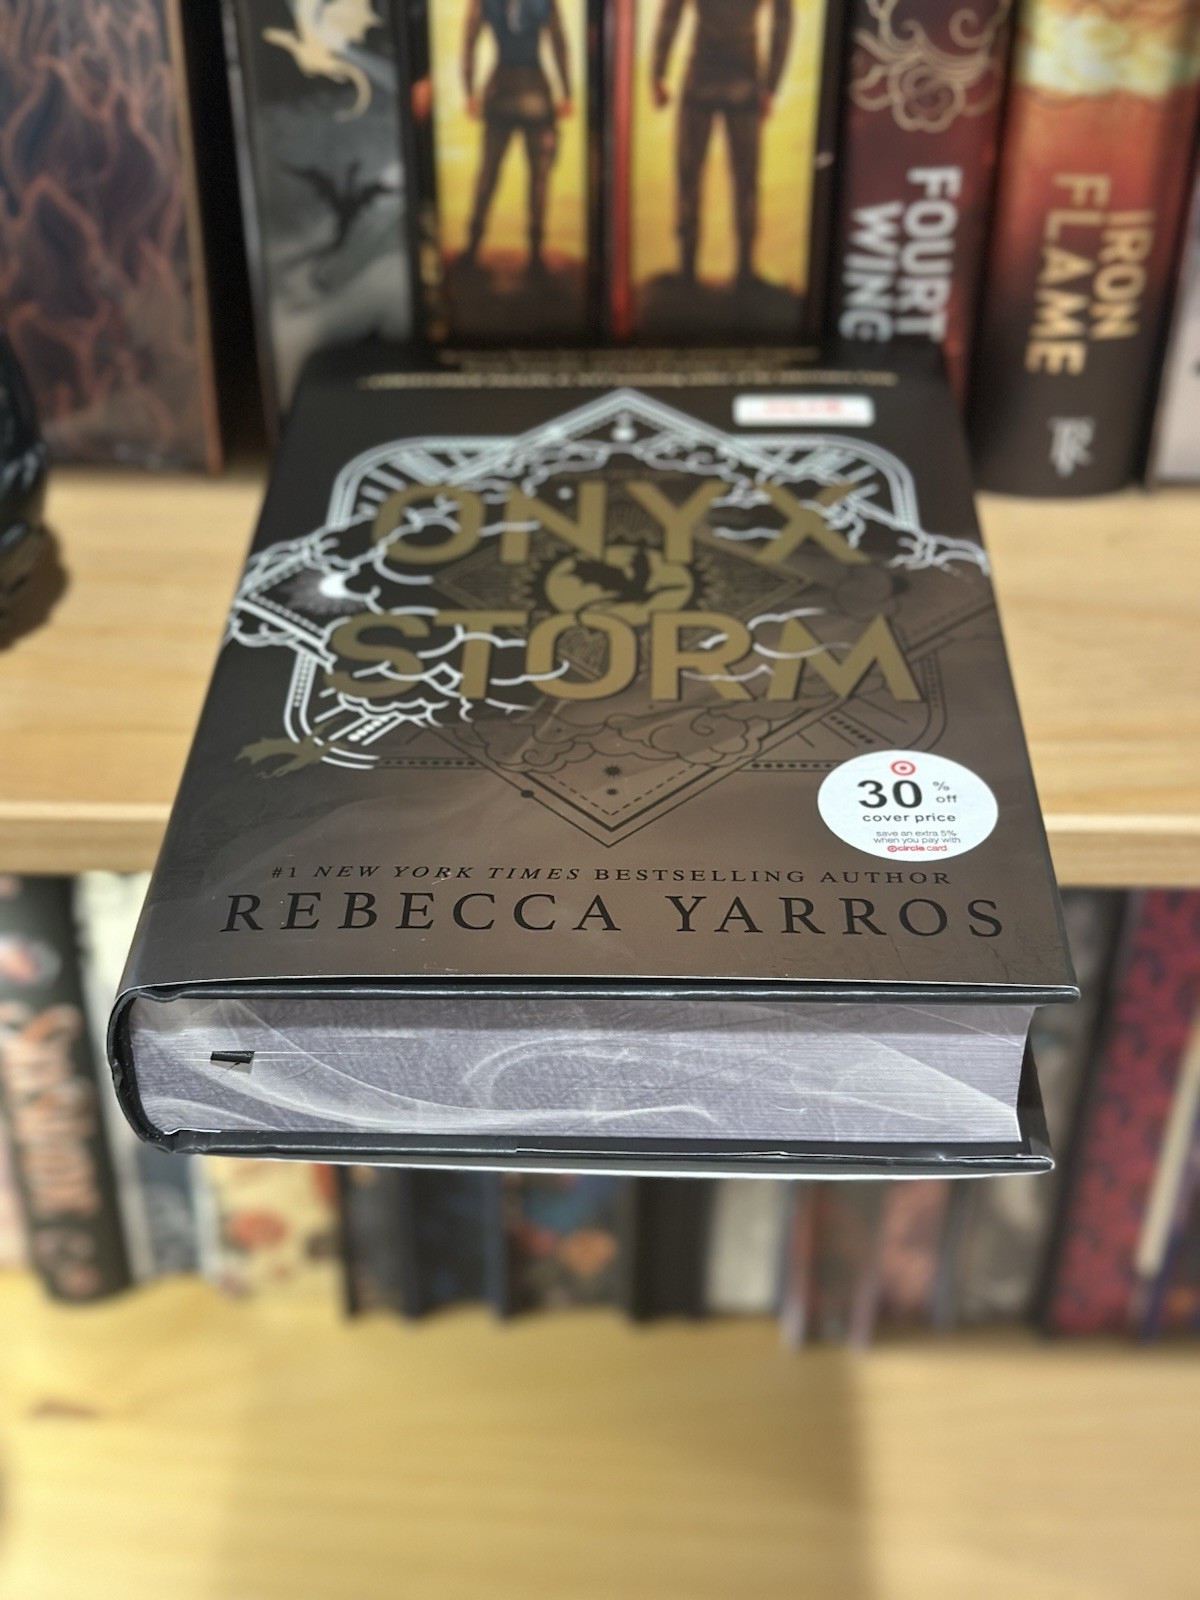 FOURT
WING
IRON
FLAME
ONYX
STORM
30 % off
cover price
save an extra 5%
when you pay with
circle card
#1 NEW YORK TIMES BESTSELLING AUTHOR
REBECCA YARROS